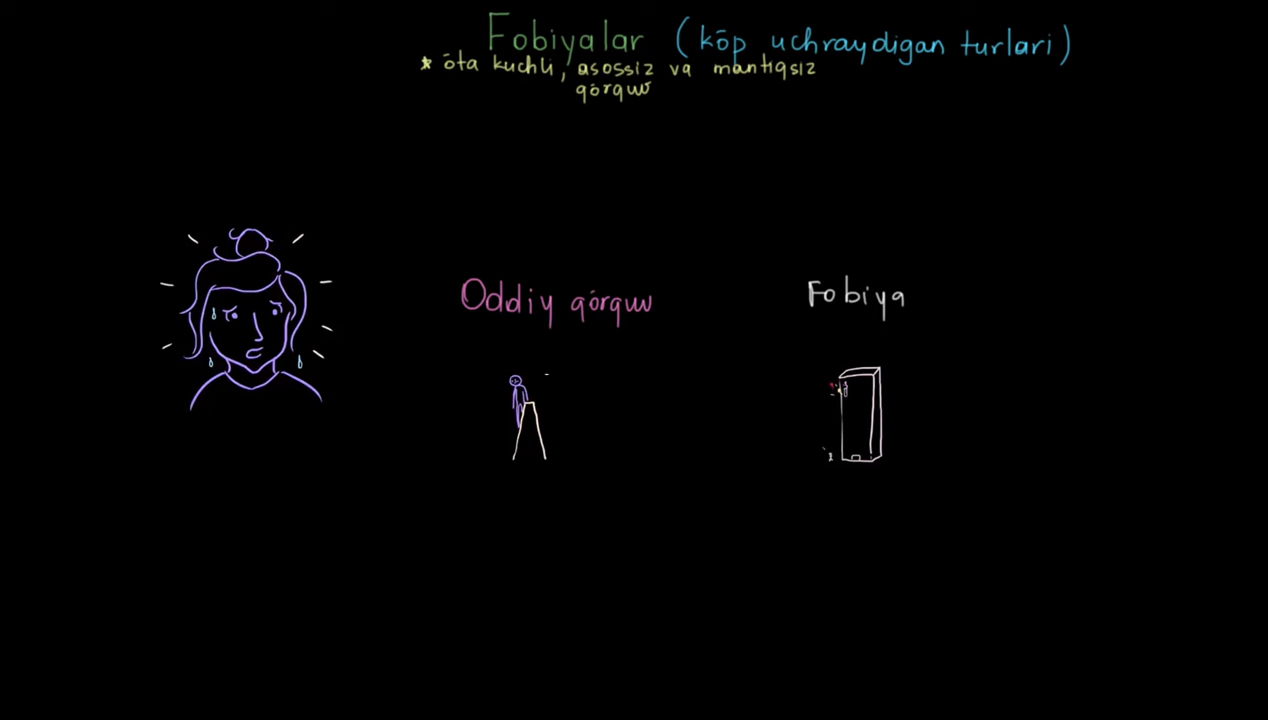 Fobiyalar (kōp uchraydigan turlari)
* ōta kuchli, asossiz va mantiqsiz
qōrquv
Oddiy qōrquv
Fobiya